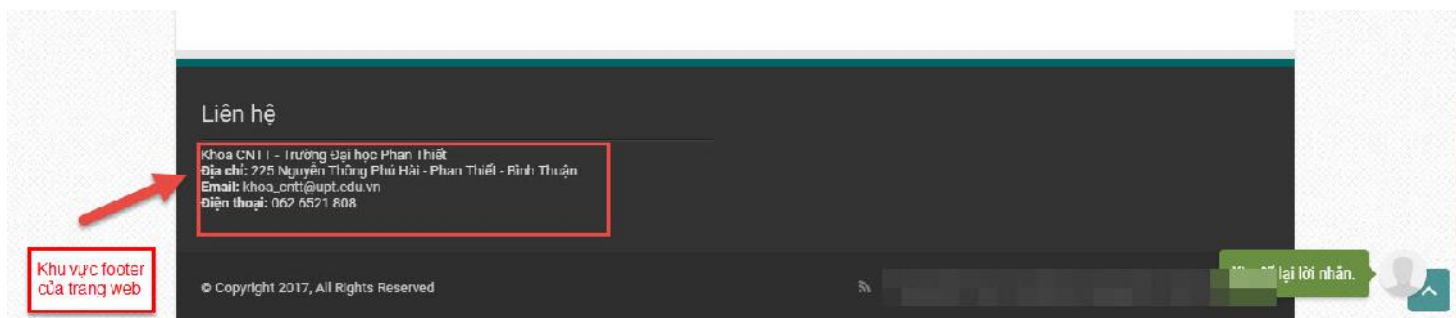 Liên hệ
Khoa CNTT - Trường Đại học Phan Thiết
Địa chỉ: 225 Nguyễn Thông Phú Hài - Phan Thiết - Bình Thuận
Email: khoa_cntt@upt.edu.vn
Điện thoại: 062 6521 808
Khu vực footer
của trang web
© Copyright 2017, All Rights Reserved
lại lời nhắn.